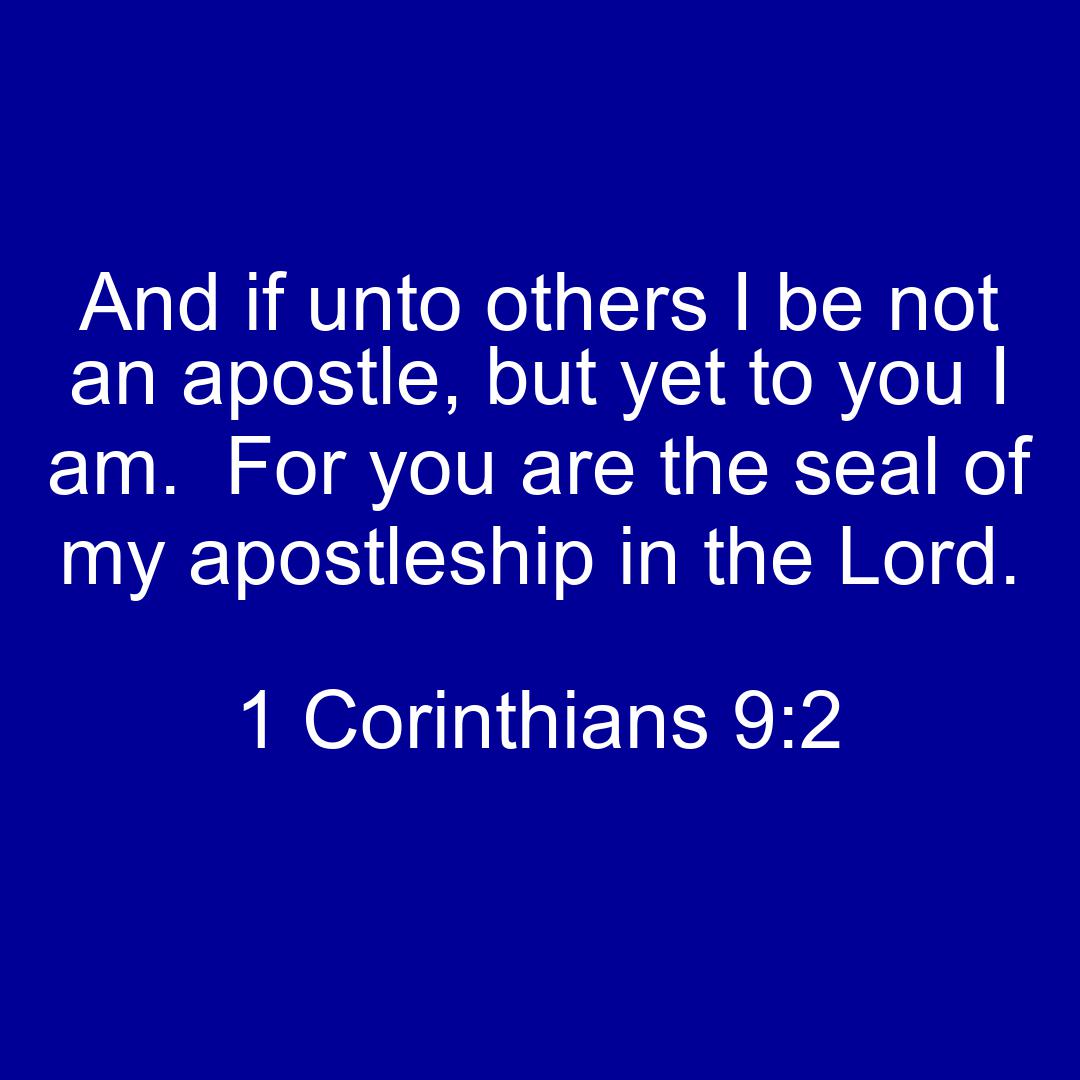 And if unto others I be not
an apostle, but yet to you I
am.  For you are the seal of
my apostleship in the Lord.
1 Corinthians 9:2